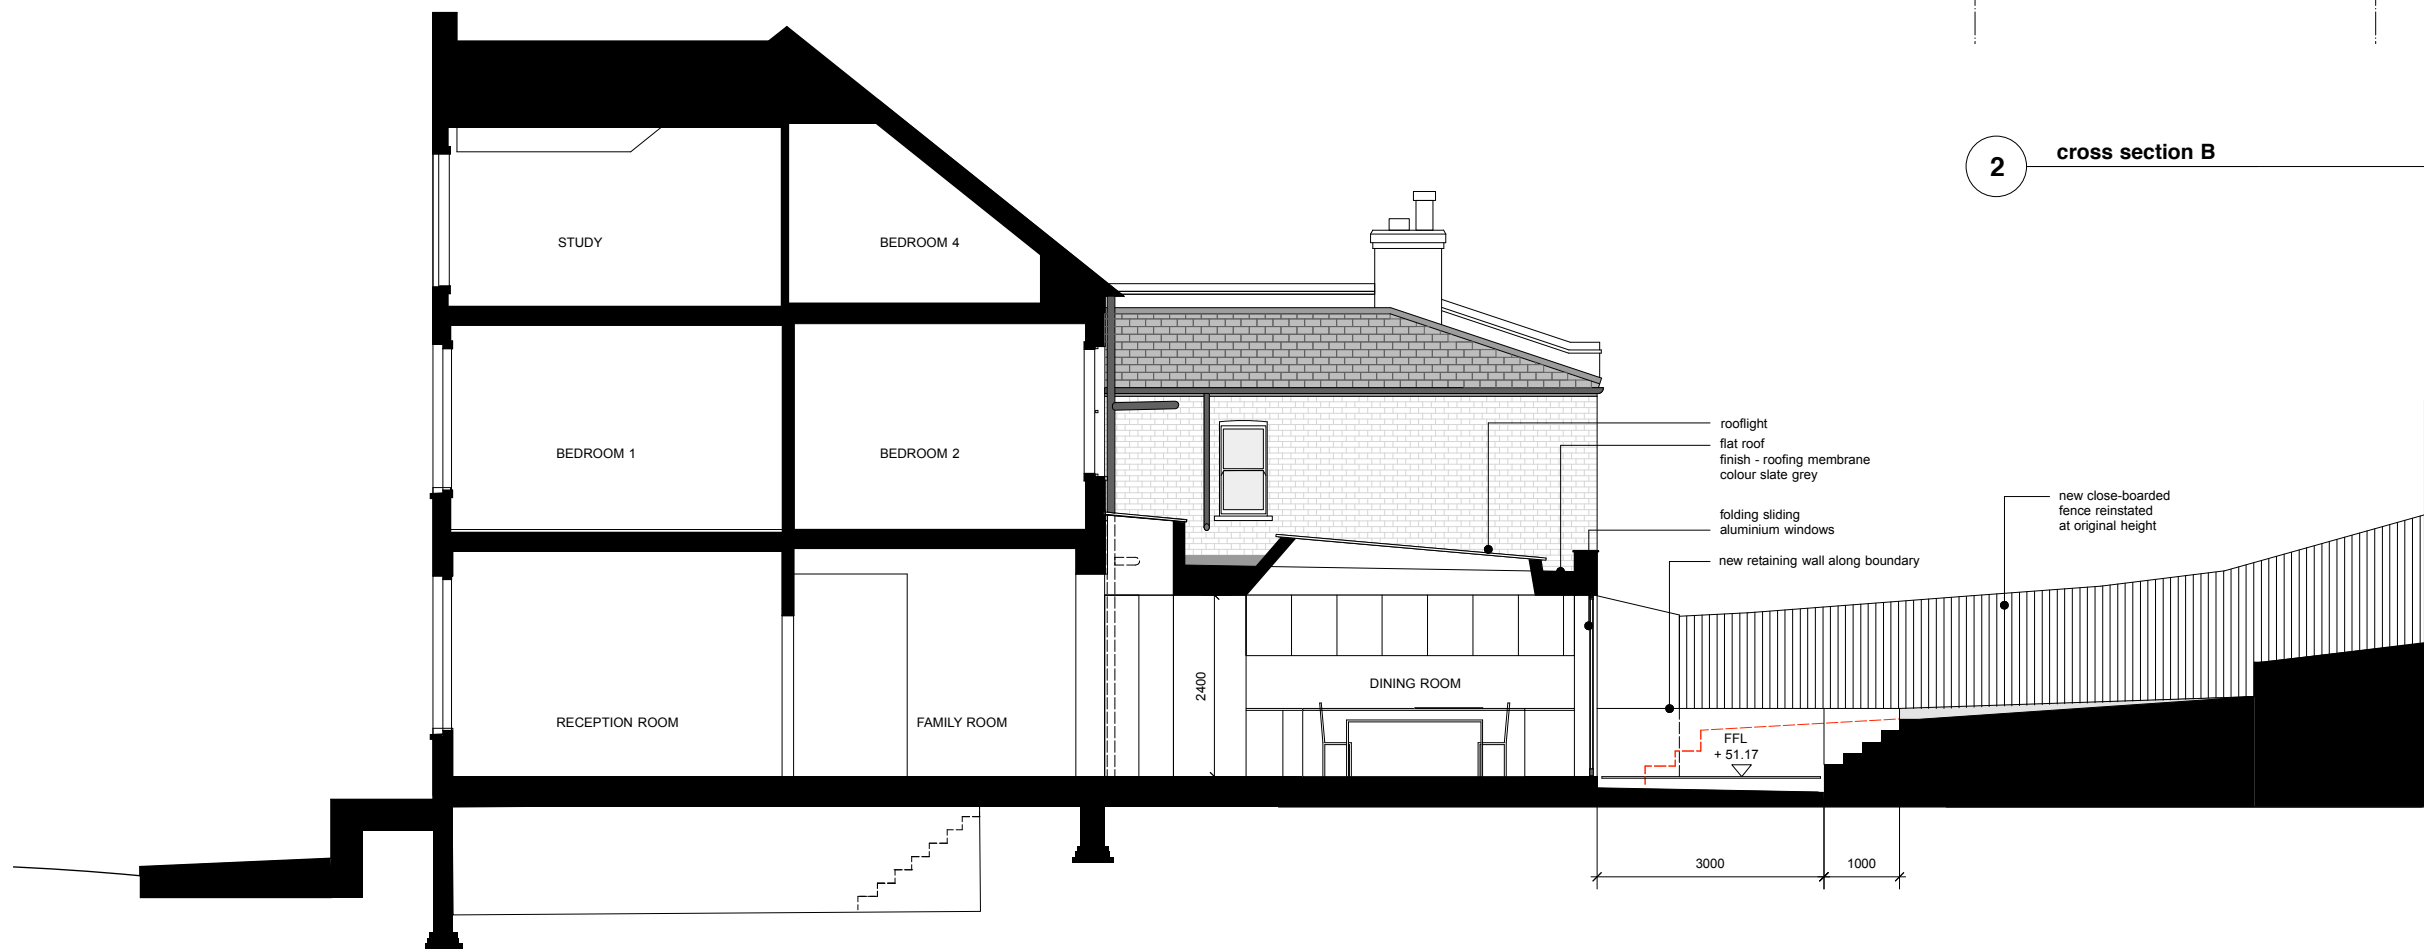 2
cross section B
STUDY
BEDROOM 4
BEDROOM 1
BEDROOM 2
rooflight
flat roof
finish - roofing membrane
colour slate grey
folding sliding
aluminium windows
new retaining wall along boundary
new close-boarded
fence reinstated
at original height
RECEPTION ROOM
FAMILY ROOM
2400
DINING ROOM
FFL
+ 51.17
3000
1000